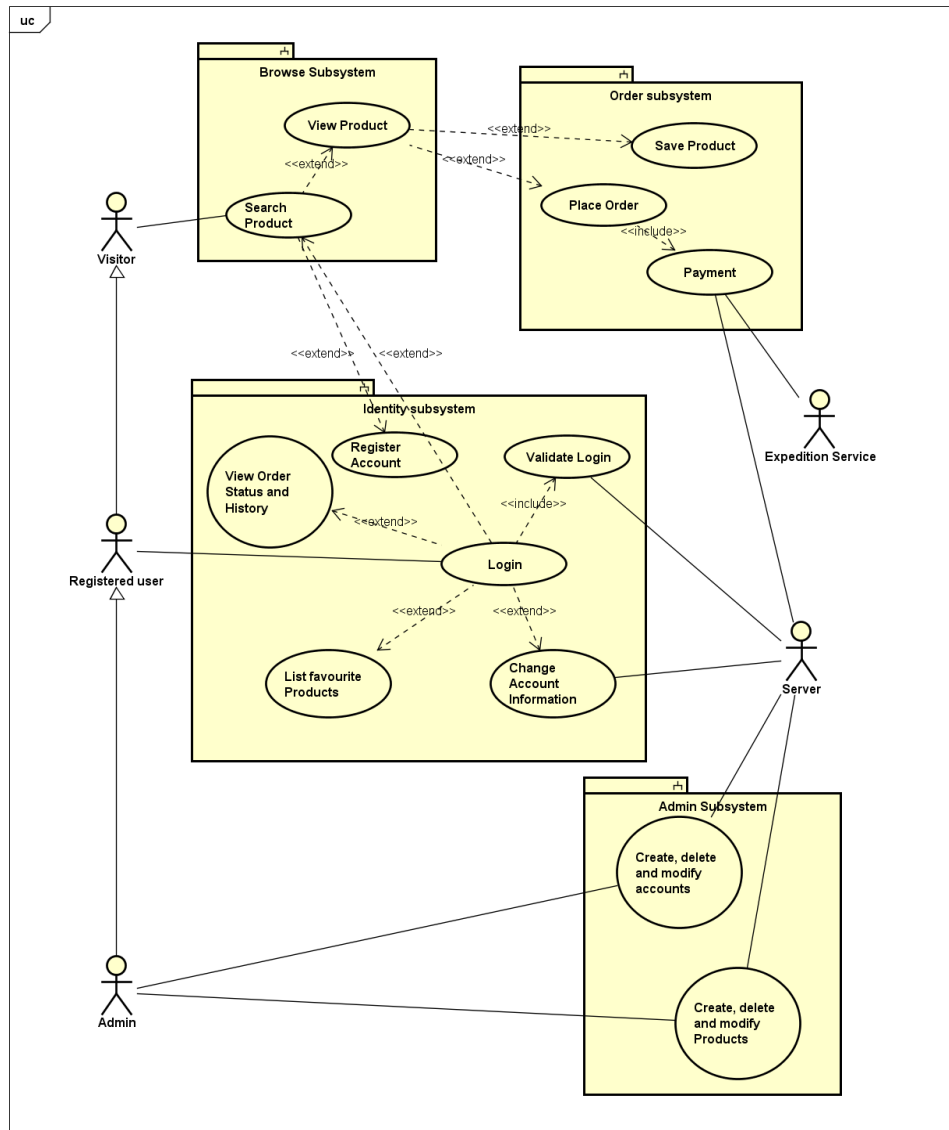 uc
Browse Subsystem
View Product
<<extend>>
Search
Product
Order subsystem
<<extend>>
Save Product
<<extend>>
Place Order
<<include>>
Payment
Visitor
<<extend>>
<<extend>>
Expedition Service
Identity subsystem
Register
Account
Validate Login
View Order
Status and
History
<<extend>>
<<include>>
Login
Registered user
<<extend>>
<<extend>>
List favourite
Products
Change
Account
Information
Server
Admin Subsystem
Create, delete
and modify
accounts
Create, delete
and modify
Products
Admin